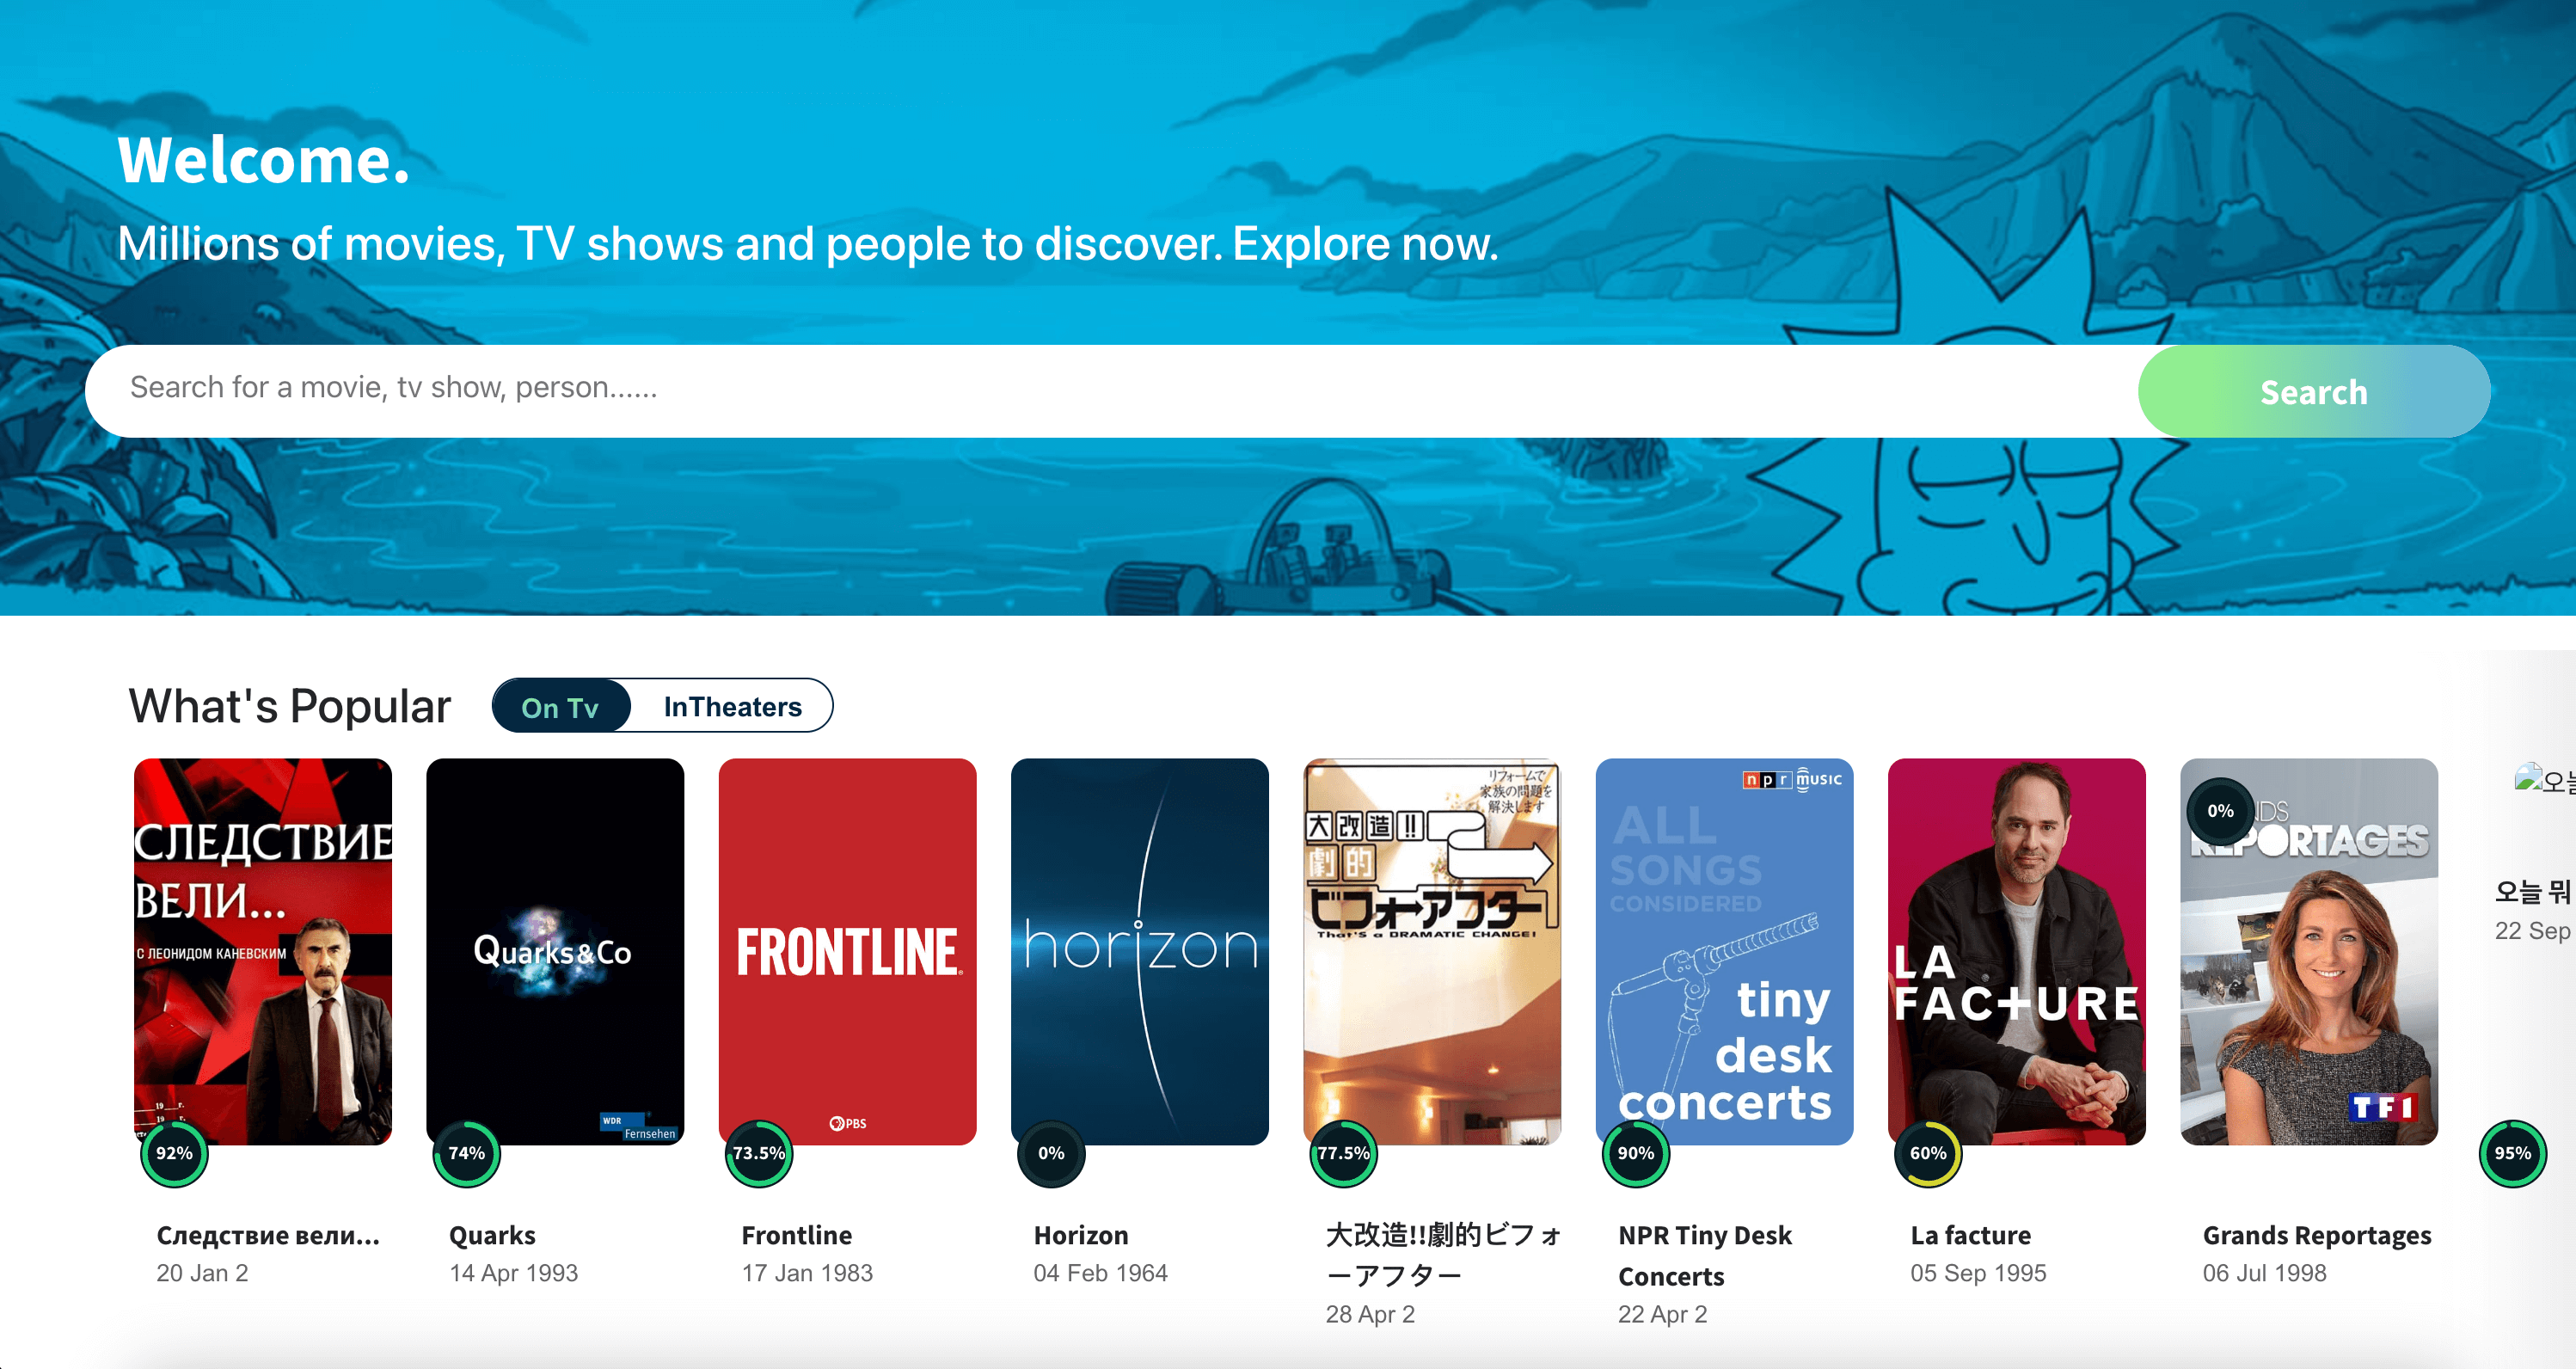 Welcome.
Millions of movies, TV shows and people to discover. Explore now.
Search for a movie, tv show, person......
Search
What's Popular
On Tv
InTheaters
СЛЕДСТВИЕ
ВЕЛИ...
С ЛЕОНИДОМ КАНЕВСКИМ
92%
Следствие вели...
20 Jan 2
Quarks&Co
WDR
Fernsehen
74%
Quarks
14 Apr 1993
FRONTLINE
PBS
73.5%
Frontline
17 Jan 1983
horizon
0%
Horizon
04 Feb 1964
リフォームで
家族の問題を
解決します
大改造!!
劇的
ビフォーアフター
That's a DRAMATIC CHANGE!
77.5%
大改造!!劇的ビフォ
ーアフター
28 Apr 2
npr music
ALL
SONGS
CONSIDERED
tiny
desk
concerts
90%
NPR Tiny Desk
Concerts
22 Apr 2
LA
FACTURE
60%
La facture
05 Sep 1995
0%
TF1
Grands Reportages
06 Jul 1998
오늘 뭐
22 Sep
95%